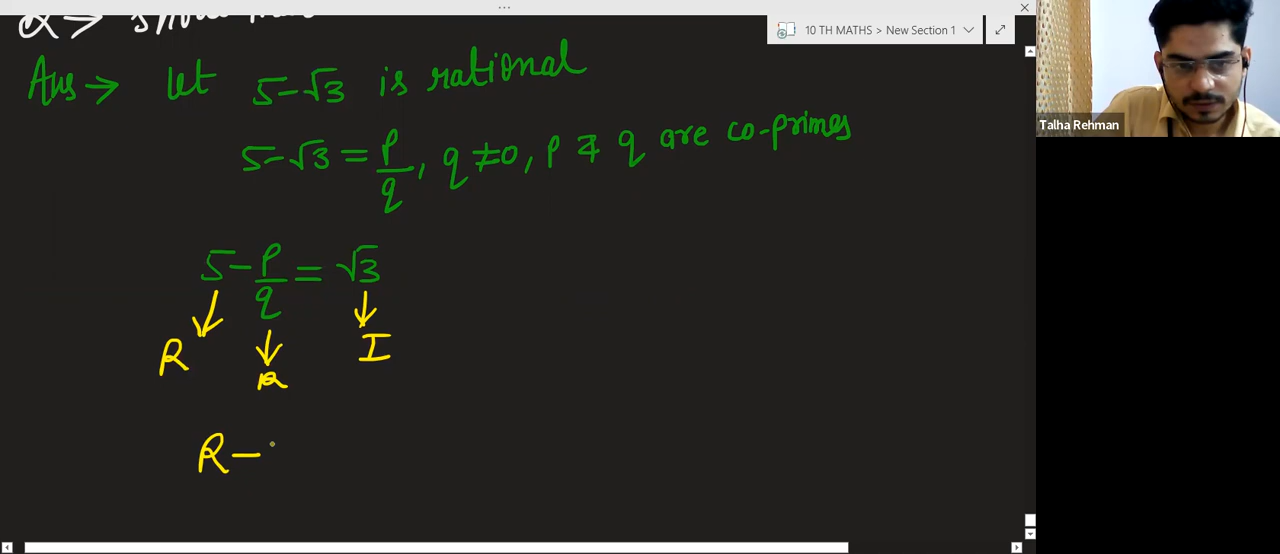 10 TH MATHS > New Section 1
Talha Rehman
Ans → let 5-√3 is rational
5-√3 = p/q, q ≠ 0, p & q are co-primes
5 - p/q = √3
R R I
R -